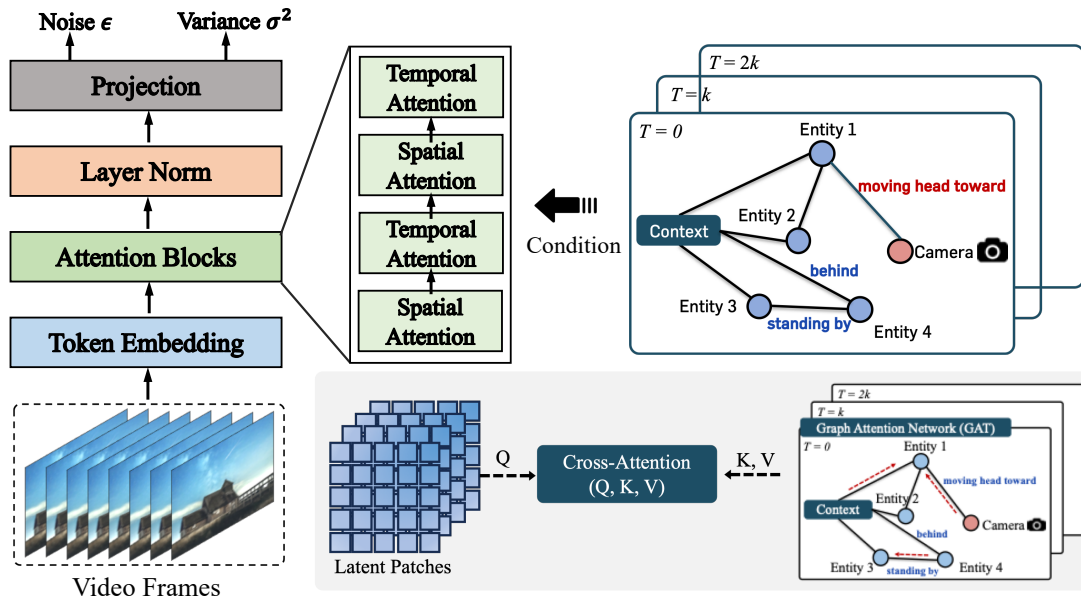 Noise ϵ
Variance σ²
Projection
Layer Norm
Attention Blocks
Token Embedding
Video Frames
Temporal
Attention
Spatial
Attention
Temporal
Attention
Spatial
Attention
Condition
T = 2k
T = k
T = 0
Entity 1
moving head toward
Entity 2
Context
Camera
behind
Entity 3
standing by
Entity 4
Latent Patches
Q
Cross-Attention
(Q, K, V)
K, V
T = 2k
T = k
Graph Attention Network (GAT)
T = 0
Entity 1
moving head toward
Entity 2
Context
Camera
behind
Entity 3
standing by
Entity 4